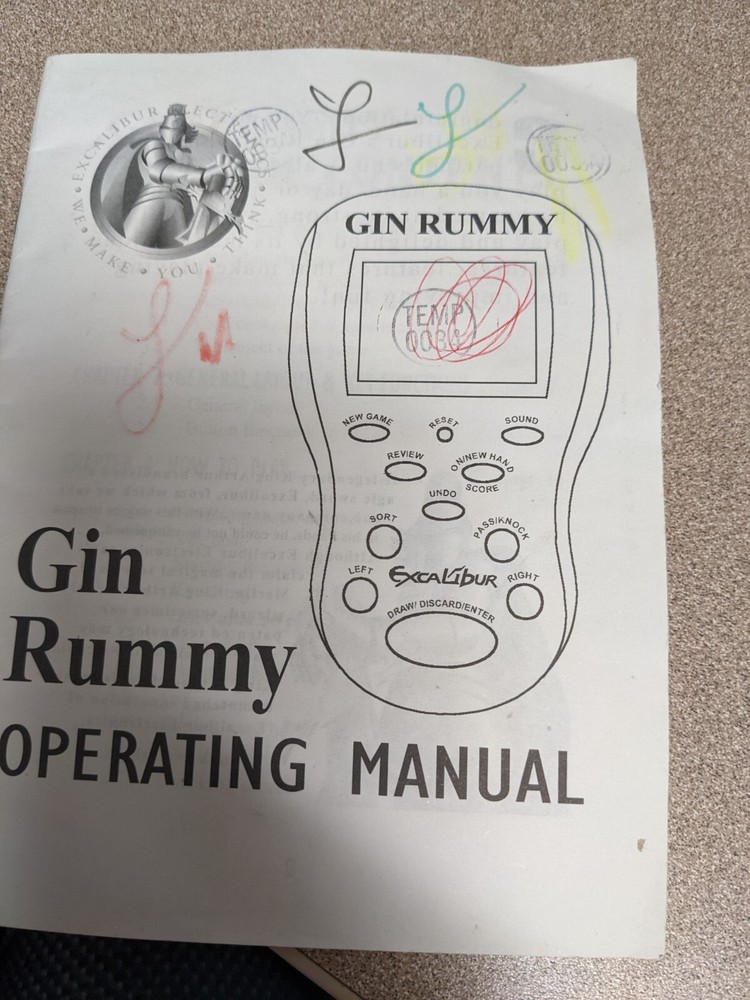 EXCALIBUR ELECTRONICS • WE • MAKE • YOU • THINK •
TEMP
GIN RUMMY
TEMP
003
NEW GAME
RESET
SOUND
REVIEW
ON/NEW HAND
SCORE
UNDO
SORT
PASS/KNOCK
LEFT
EXCALIBUR
RIGHT
DRAW/ DISCARD/ENTER
Gin
Rummy
OPERATING MANUAL